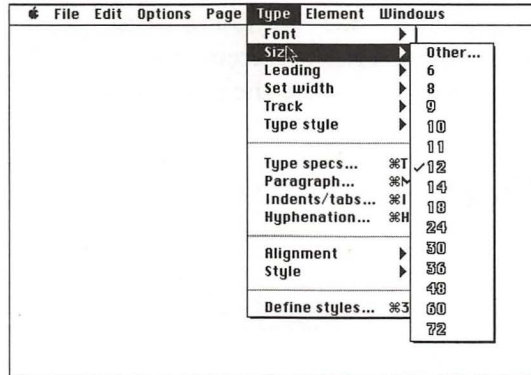 File Edit Options Page Type Element Windows
Font
Size
Leading
Set width
Track
Type style
Type specs... ⌘T
Paragraph... ⌘M
Indents/tabs... ⌘I
Hyphenation... ⌘H
Alignment
Style
Define styles... ⌘3
Other...
6
8
9
10
11
✓12
14
18
24
30
36
48
60
72